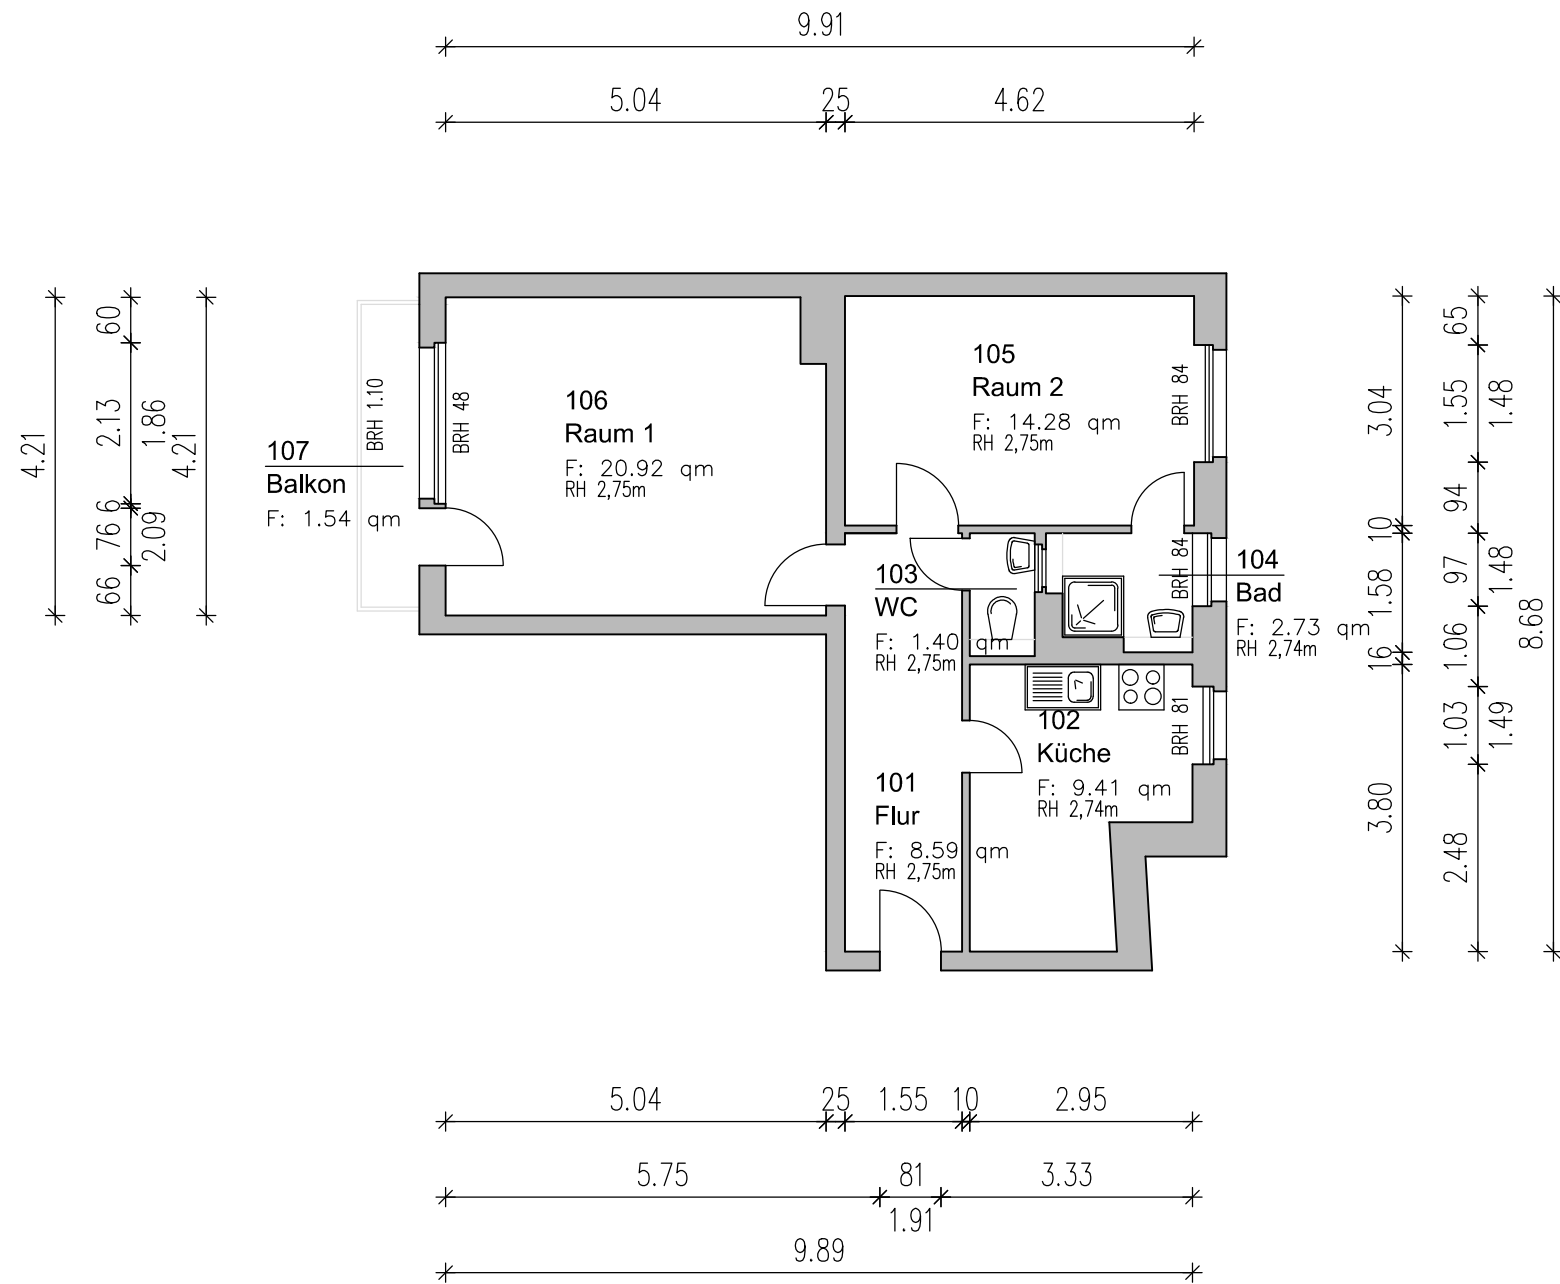 9.91
5.04 25 4.62
4.21
60
2.13 1.86
6
76 2.09
66
4.21
107
Balkon
F: 1.54 qm
BRH 1.10
BRH 48
106
Raum 1
F: 20.92 qm
RH 2,75m
105
Raum 2
F: 14.28 qm
RH 2,75m
BRH 84
103
WC
F: 1.40 qm
RH 2,75m
BRH 84
104
Bad
F: 2.73 qm
RH 2,74m
102
Küche
F: 9.41 qm
RH 2,74m
BRH 81
101
Flur
F: 8.59 qm
RH 2,75m
3.04
10
1.58
16
3.80
65
1.55 1.48
94
97 1.48
1.06
1.03 1.49
2.48
8.68
5.04 25 1.55 10 2.95
5.75 81 3.33
1.91
9.89